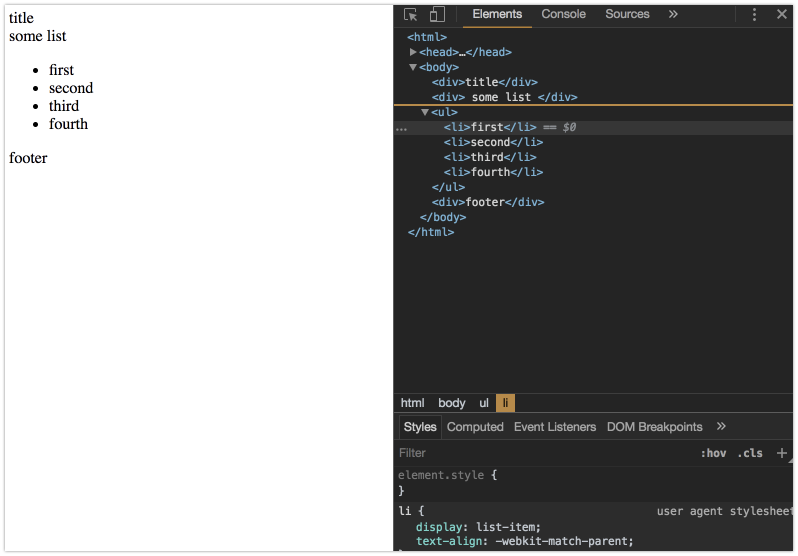 title
some list
• first
• second
• third
• fourth
footer
Elements Console Sources »
<html>
▶<head>…</head>
▼<body>
<div>title</div>
<div> some list </div>
▼<ul>
… <li>first</li> == $0
<li>second</li>
<li>third</li>
<li>fourth</li>
</ul>
<div>footer</div>
</body>
</html>
html body ul li
Styles Computed Event Listeners DOM Breakpoints »
Filter :hov .cls +
element.style {
}
li { user agent stylesheet
display: list-item;
text-align: -webkit-match-parent;